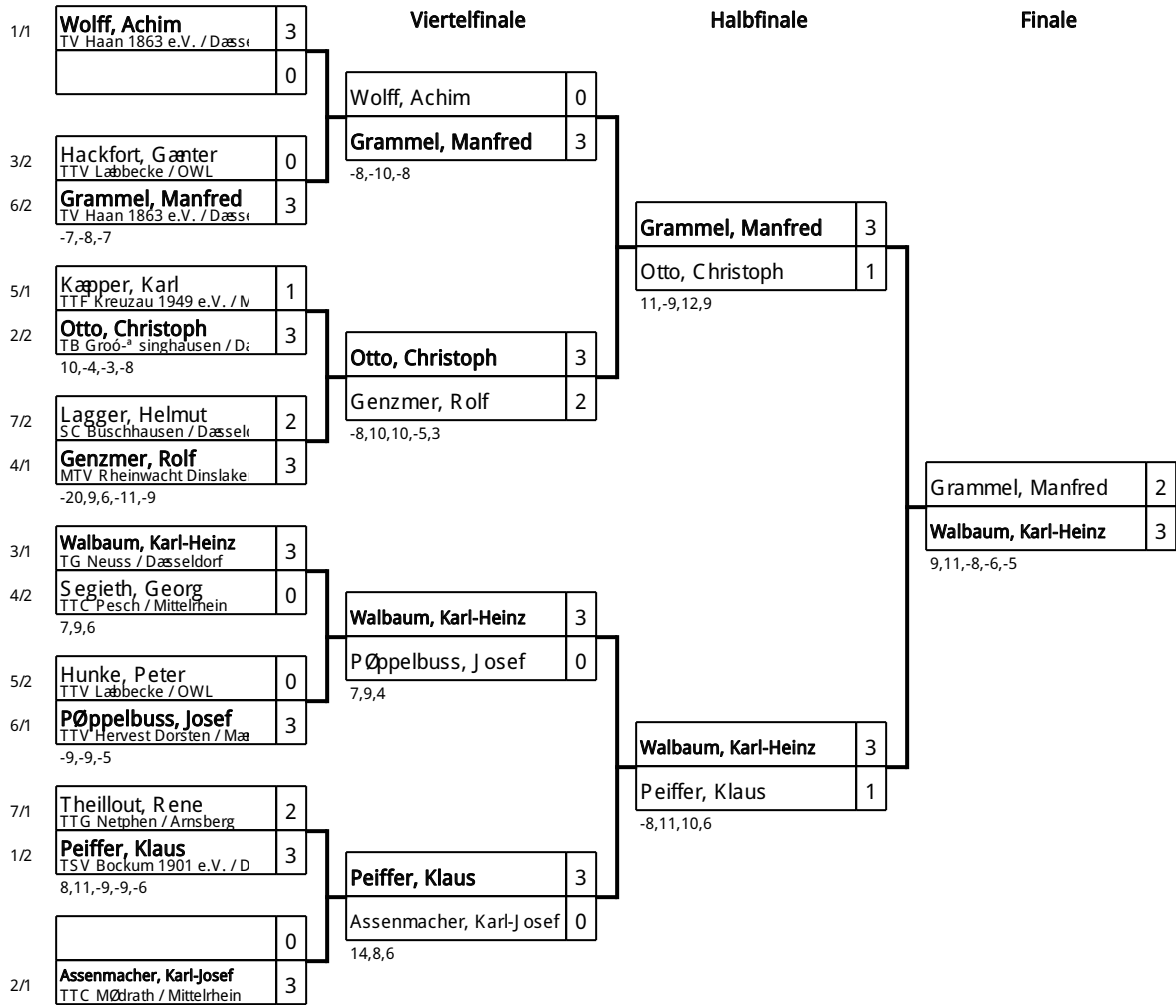 Viertelfinale
Halbfinale
Finale
1/1 Wolff, Achim 3
TV Haan 1863 e.V. / Dæsse
0
3/2 Hackfort, Gænter 0
TTV Læbbecke / OWL
6/2 Grammel, Manfred 3
TV Haan 1863 e.V. / Dæsse
-7,-8,-7
5/1 Kæpper, Karl 1
TTF Kreuzau 1949 e.V. / M
2/2 Otto, Christoph 3
TB Groó-ª singhausen / Dæ
10,-4,-3,-8
7/2 Lagger, Helmut 2
SC Buschhausen / Dæsseld
4/1 Genzmer, Rolf 3
MTV Rheinwacht Dinslake
-20,9,6,-11,-9
3/1 Walbaum, Karl-Heinz 3
TG Neuss / Dæsseldorf
4/2 Segieth, Georg 0
TTC Pesch / Mittelrhein
7,9,6
5/2 Hunke, Peter 0
TTV Læbbecke / OWL
6/1 PØppelbuss, Josef 3
TTV Hervest Dorsten / Mæ
-9,-9,-5
7/1 Theillout, Rene 2
TTG Netphen / Arnsberg
1/2 Peiffer, Klaus 3
TSV Bockum 1901 e.V. / D
8,11,-9,-9,-6
0
2/1 Assenmacher, Karl-Josef 3
TTC MØdrath / Mittelrhein
Wolff, Achim 0
Grammel, Manfred 3
-8,-10,-8
Otto, Christoph 3
Genzmer, Rolf 2
-8,10,10,-5,3
Walbaum, Karl-Heinz 3
PØppelbuss, Josef 0
7,9,4
Peiffer, Klaus 3
Assenmacher, Karl-Josef 0
14,8,6
Grammel, Manfred 3
Otto, Christoph 1
11,-9,12,9
Walbaum, Karl-Heinz 3
Peiffer, Klaus 1
-8,11,10,6
Grammel, Manfred 2
Walbaum, Karl-Heinz 3
9,11,-8,-6,-5